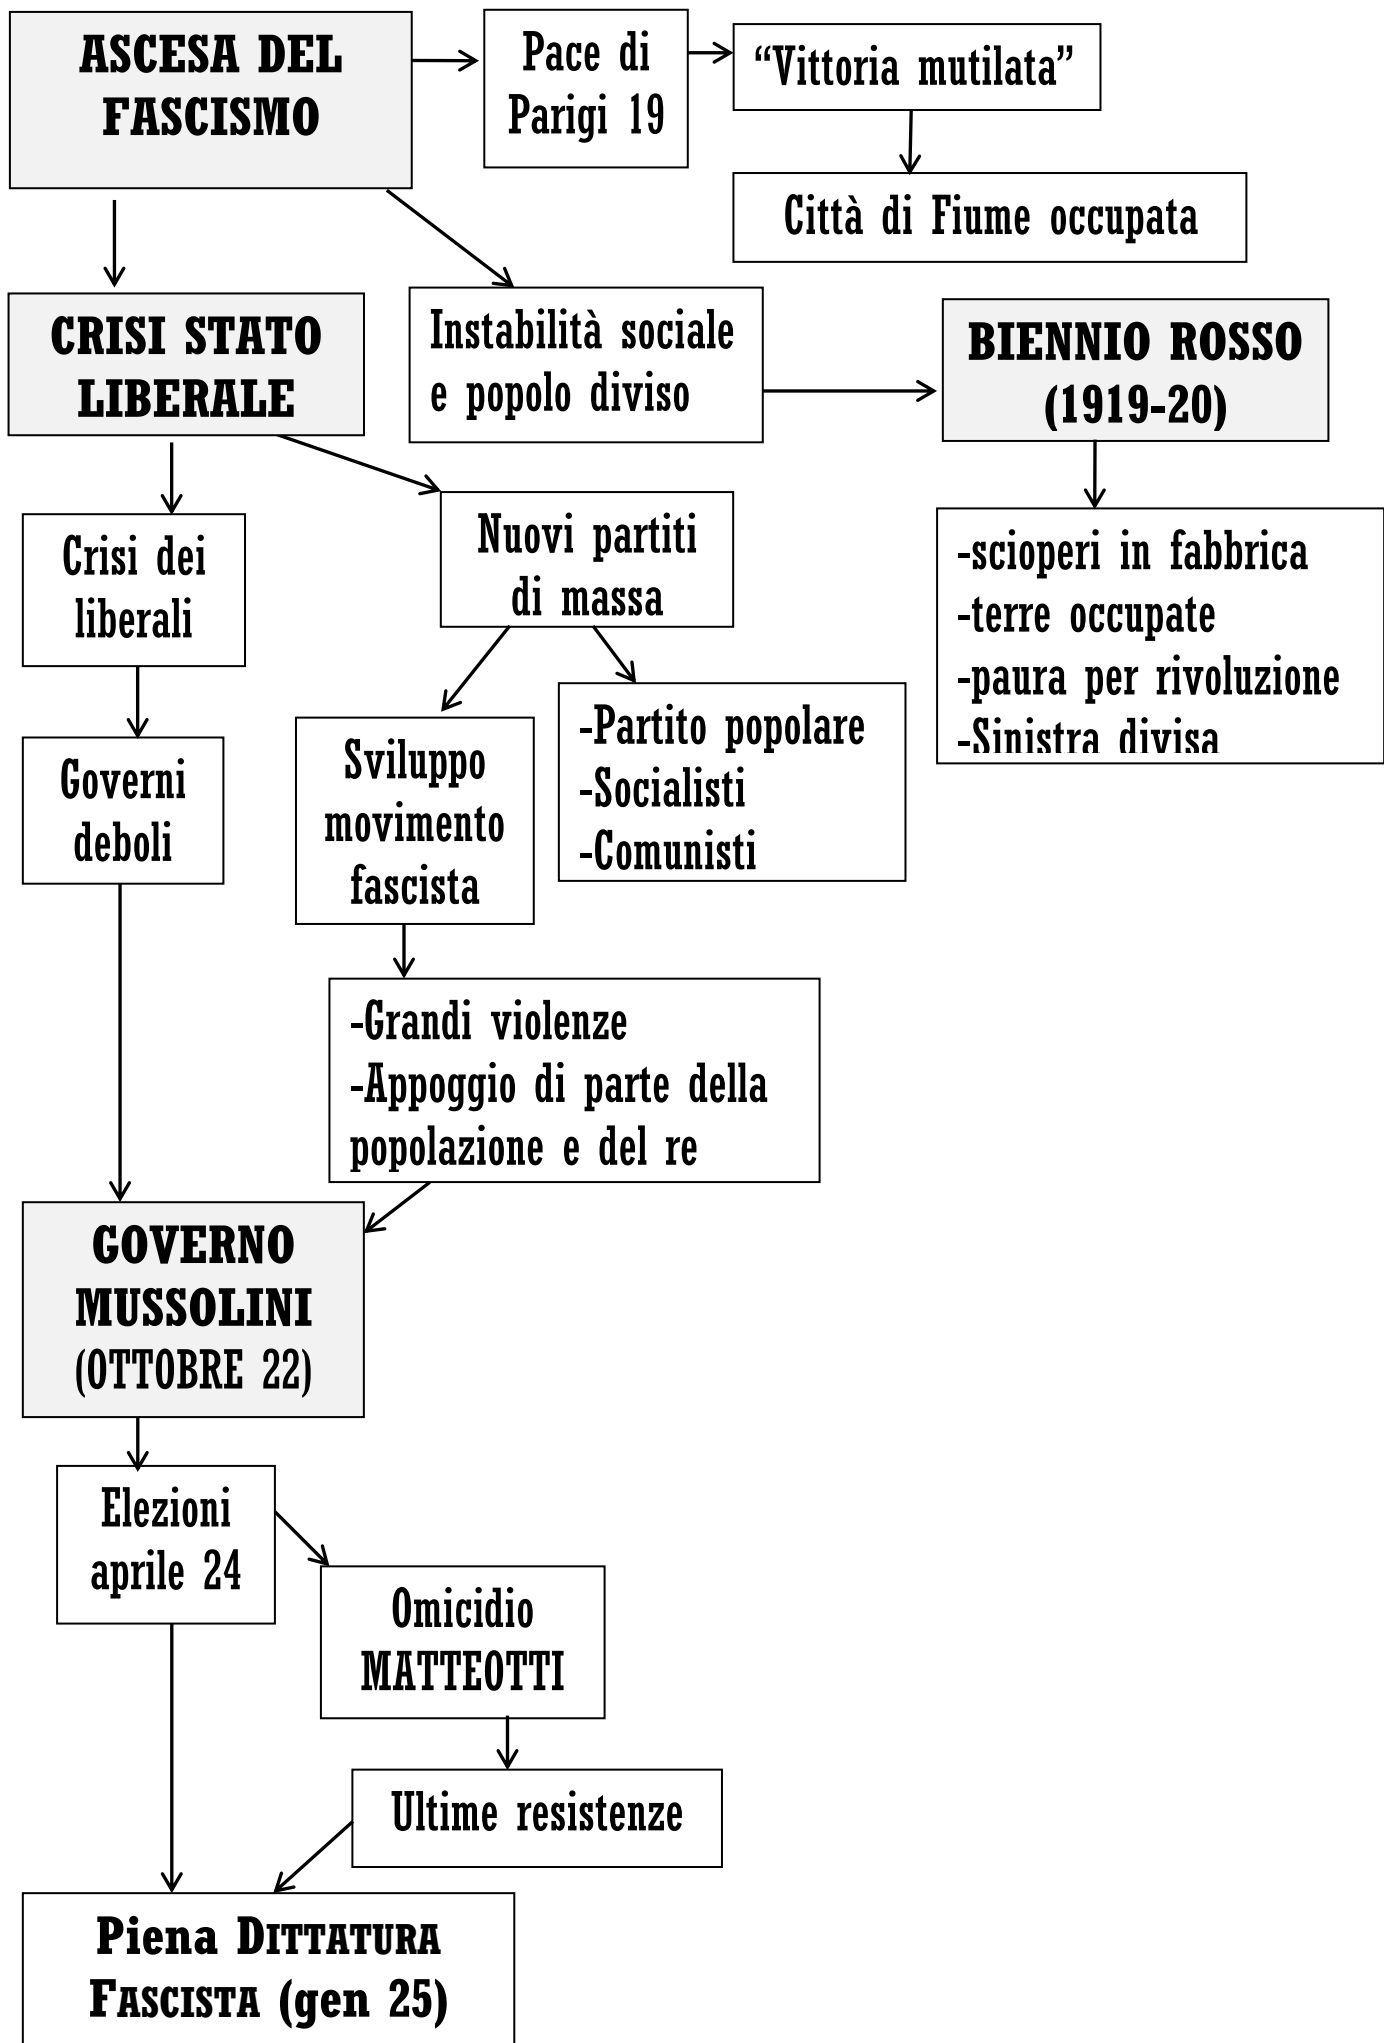 ASCESA DEL
FASCISMO
Pace di
Parigi 19
“Vittoria mutilata”
Città di Fiume occupata
CRISI STATO
LIBERALE
Instabilità sociale
e popolo diviso
BIENNIO ROSSO
(1919-20)
Crisi dei
liberali
Nuovi partiti
di massa
-scioperi in fabbrica
-terre occupate
-paura per rivoluzione
-Sinistra divisa
Governi
deboli
Sviluppo
movimento
fascista
-Partito popolare
-Socialisti
-Comunisti
-Grandi violenze
-Appoggio di parte della
popolazione e del re
GOVERNO
MUSSOLINI
(OTTOBRE 22)
Elezioni
aprile 24
Omicidio
MATTEOTTI
Ultime resistenze
Piena DITTATURA
FASCISTA (gen 25)